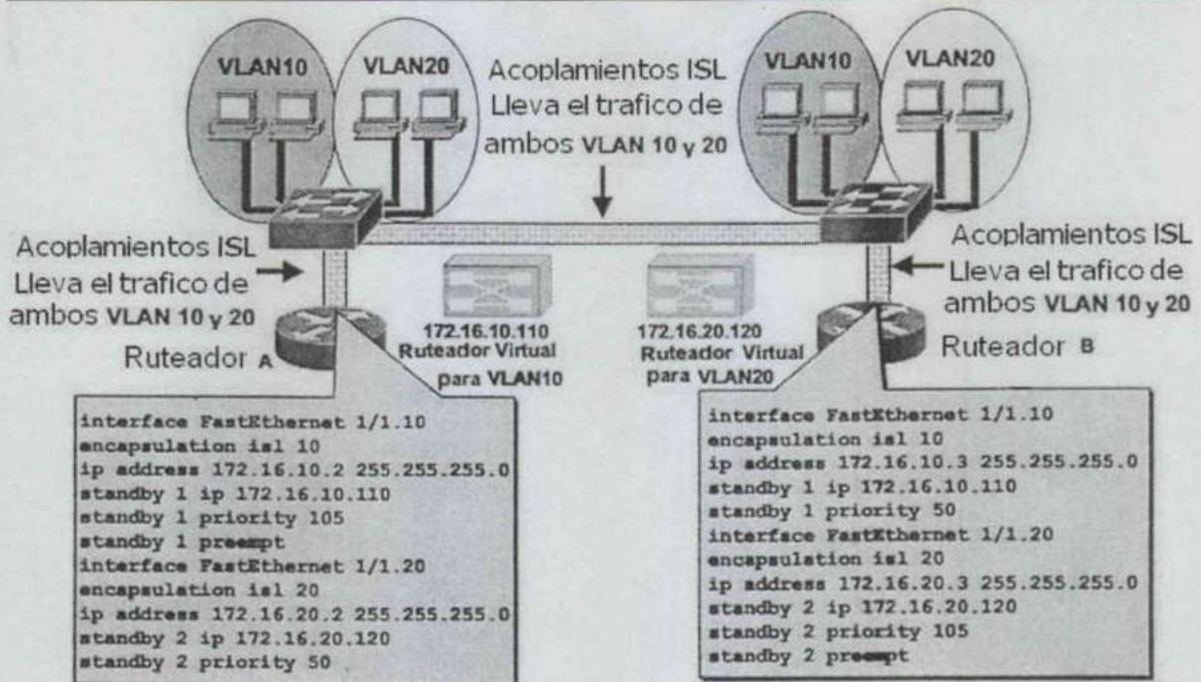 VLAN10
VLAN20
Acoplamientos ISL
Lleva el trafico de
ambos VLAN 10 y 20
VLAN10
VLAN20
Acoplamientos ISL
Lleva el trafico de
ambos VLAN 10 y 20
Ruteador A
172.16.10.110
Ruteador Virtual
para VLAN10
172.16.20.120
Ruteador Virtual
para VLAN20
Acoplamientos ISL
Lleva el trafico de
ambos VLAN 10 y 20
Ruteador B
interface FastEthernet 1/1.10
encapsulation isl 10
ip address 172.16.10.2 255.255.255.0
standby 1 ip 172.16.10.110
standby 1 priority 105
standby 1 preempt
interface FastEthernet 1/1.20
encapsulation isl 20
ip address 172.16.20.2 255.255.255.0
standby 2 ip 172.16.20.120
standby 2 priority 50
interface FastEthernet 1/1.10
encapsulation isl 10
ip address 172.16.10.3 255.255.255.0
standby 1 ip 172.16.10.110
standby 1 priority 50
interface FastEthernet 1/1.20
encapsulation isl 20
ip address 172.16.20.3 255.255.255.0
standby 2 ip 172.16.20.120
standby 2 priority 105
standby 2 preempt